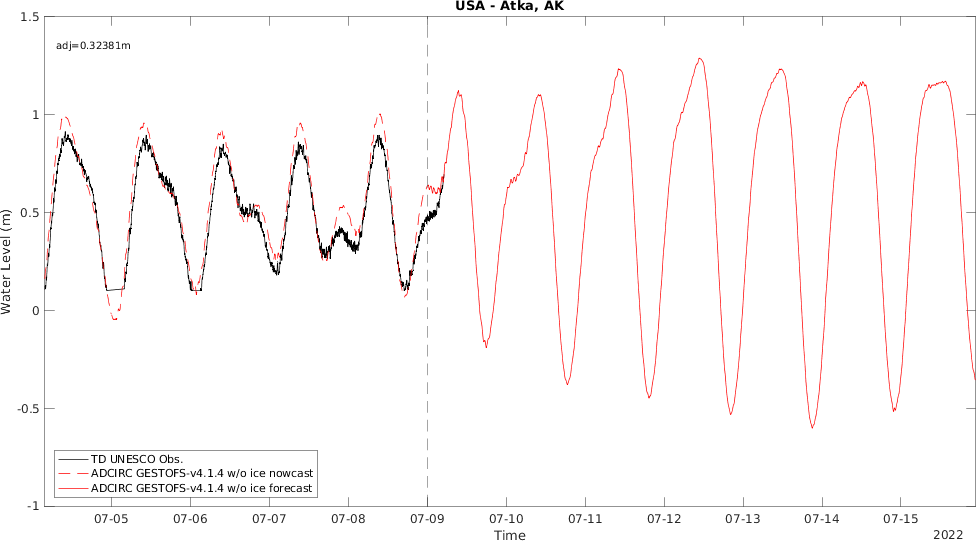 USA - Atka, AK
adj=0.32381m
Water Level (m)
1.5
1
0.5
0
-0.5
-1
TD UNESCO Obs.
ADCIRC GESTOFS-v4.1.4 w/o ice nowcast
ADCIRC GESTOFS-v4.1.4 w/o ice forecast
07-05 07-06 07-07 07-08 07-09 07-10 07-11 07-12 07-13 07-14 07-15
Time
2022